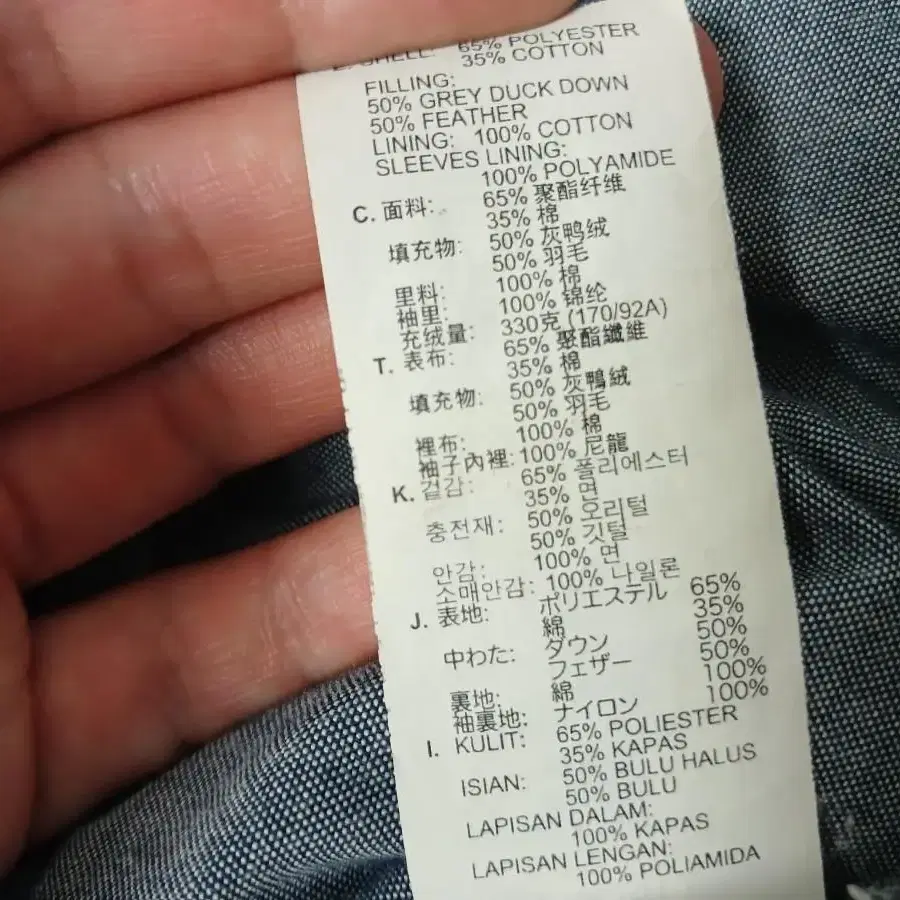 E. SHELL: 65% POLYESTER
35% COTTON
FILLING:
50% GREY DUCK DOWN
50% FEATHER
LINING: 100% COTTON
SLEEVES LINING:
100% POLYAMIDE
C. 面料: 65% 聚酯纤维
35% 棉
填充物: 50% 灰鸭绒
50% 羽毛
里料: 100% 棉
袖里: 100% 锦纶
充绒量: 330克 (170/92A)
T. 表布: 65% 聚酯纖維
35% 棉
填充物: 50% 灰鴨絨
50% 羽毛
裡布: 100% 棉
袖子內裡: 100% 尼龍
K. 겉감: 65% 폴리에스터
35% 면
충전재: 50% 오리털
50% 깃털
안감: 100% 면
소매안감: 100% 나일론
J. 表地: ポリエステル 65%
綿 35%
中わた: ダウン 50%
フェザー 50%
裏地: 綿 100%
袖裏地: ナイロン 100%
I. KULIT: 65% POLIESTER
35% KAPAS
ISIAN: 50% BULU HALUS
50% BULU
LAPISAN DALAM:
100% KAPAS
LAPISAN LENGAN:
100% POLIAMIDA